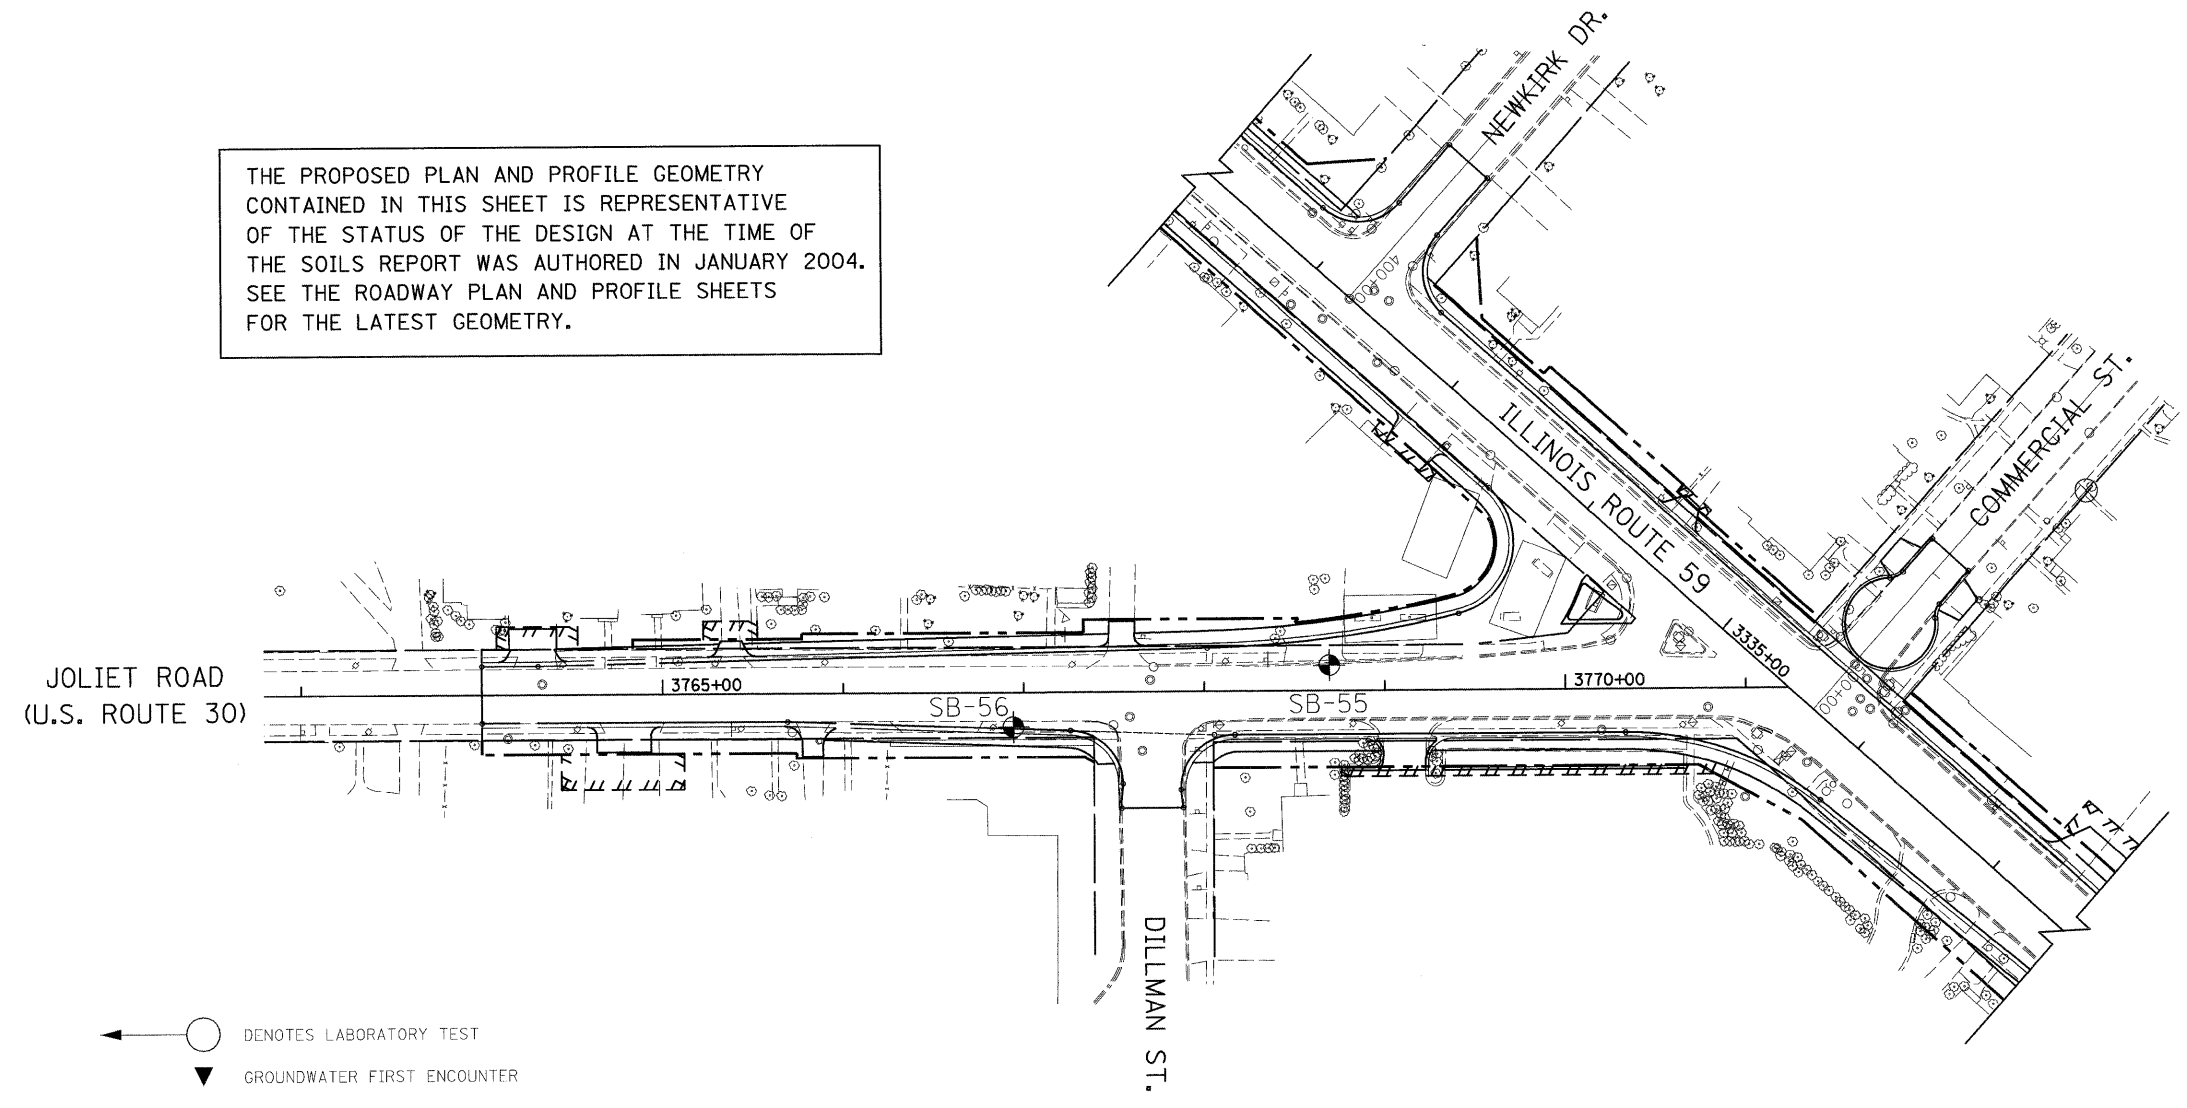 NEWKIRK DR.
THE PROPOSED PLAN AND PROFILE GEOMETRY
CONTAINED IN THIS SHEET IS REPRESENTATIVE
OF THE STATUS OF THE DESIGN AT THE TIME OF
THE SOILS REPORT WAS AUTHORED IN JANUARY 2004.
SEE THE ROADWAY PLAN AND PROFILE SHEETS
FOR THE LATEST GEOMETRY.
ILLINOIS ROUTE 59
COMMERCIAL ST.
3335+00
JOLIET ROAD
(U.S. ROUTE 30)
3765+00
3770+00
SB-56
SB-55
DILLMAN ST.
DENOTES LABORATORY TEST
GROUNDWATER FIRST ENCOUNTER